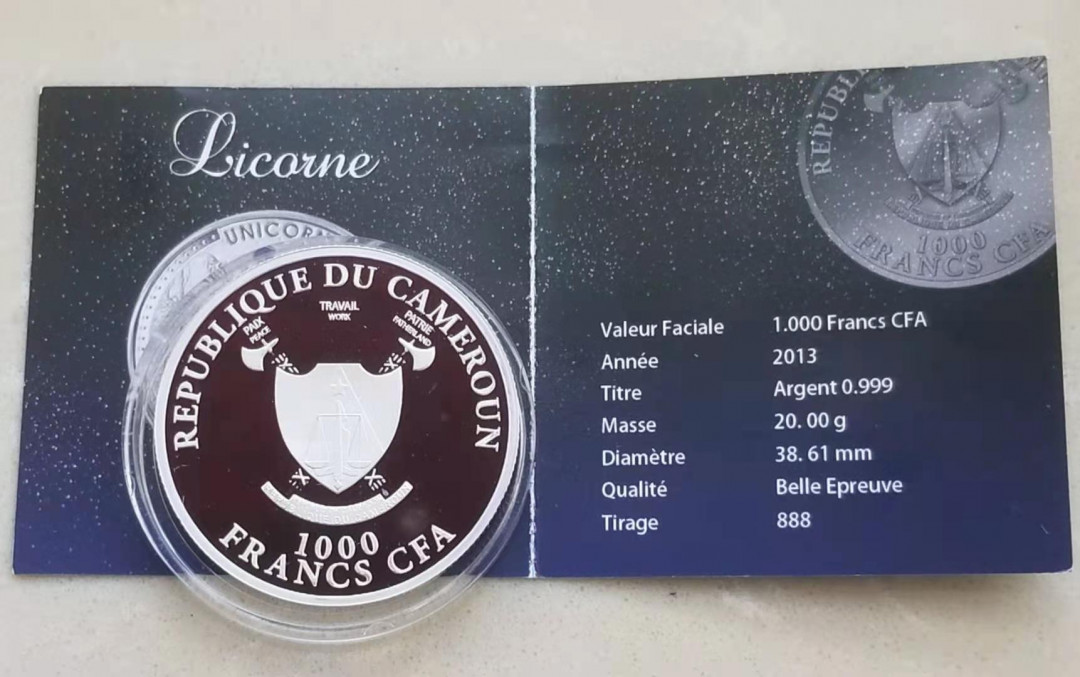 Licorne
UNICOR
REPUBLIQUE DU CAMEROUN
PAIX
PEACE
TRAVAIL
WORK
PATRIE
FATHERLAND
1000
FRANCS CFA
REPUBL
1000
FRANCS CFA
Valeur Faciale 1.000 Francs CFA
Année 2013
Titre Argent 0.999
Masse 20. 00 g
Diamètre 38. 61 mm
Qualité Belle Epreuve
Tirage 888